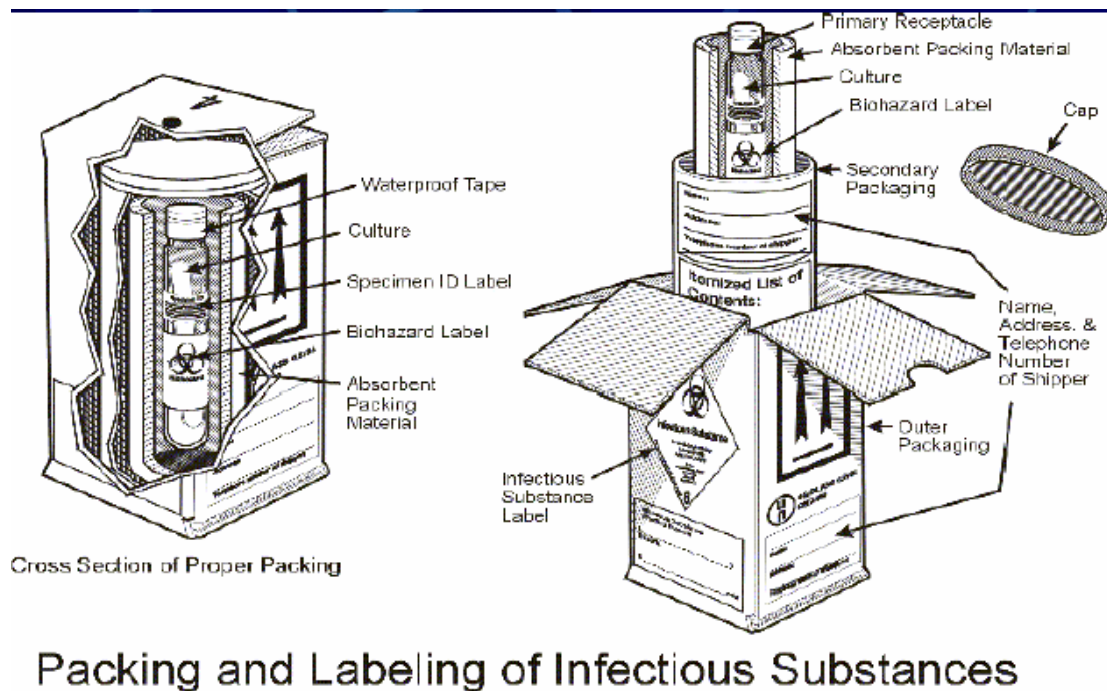 Waterproof Tape
Culture
Specimen ID Label
Biohazard Label
Absorbent
Packing
Material
Cross Section of Proper Packing
Primary Receptacle
Absorbent Packing Material
Culture
Biohazard Label
Cap
Secondary
Packaging
Itemized List of
Contents:
Name,
Address. &
Telephone
Number
of Shipper
Outer
Packaging
Infectious
Substance
Label
Infectious Substance
Packing and Labeling of Infectious Substances